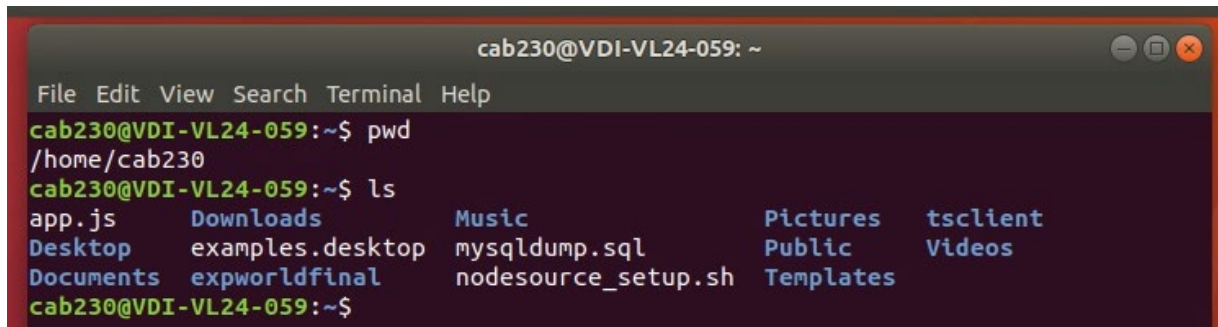 cab230@VDI-VL24-059: ~
File Edit View Search Terminal Help
cab230@VDI-VL24-059:~$ pwd
/home/cab230
cab230@VDI-VL24-059:~$ ls
app.js Downloads Music Pictures tsclient
Desktop examples.desktop mysqldump.sql Public Videos
Documents expworldfinal nodesource_setup.sh Templates
cab230@VDI-VL24-059:~$